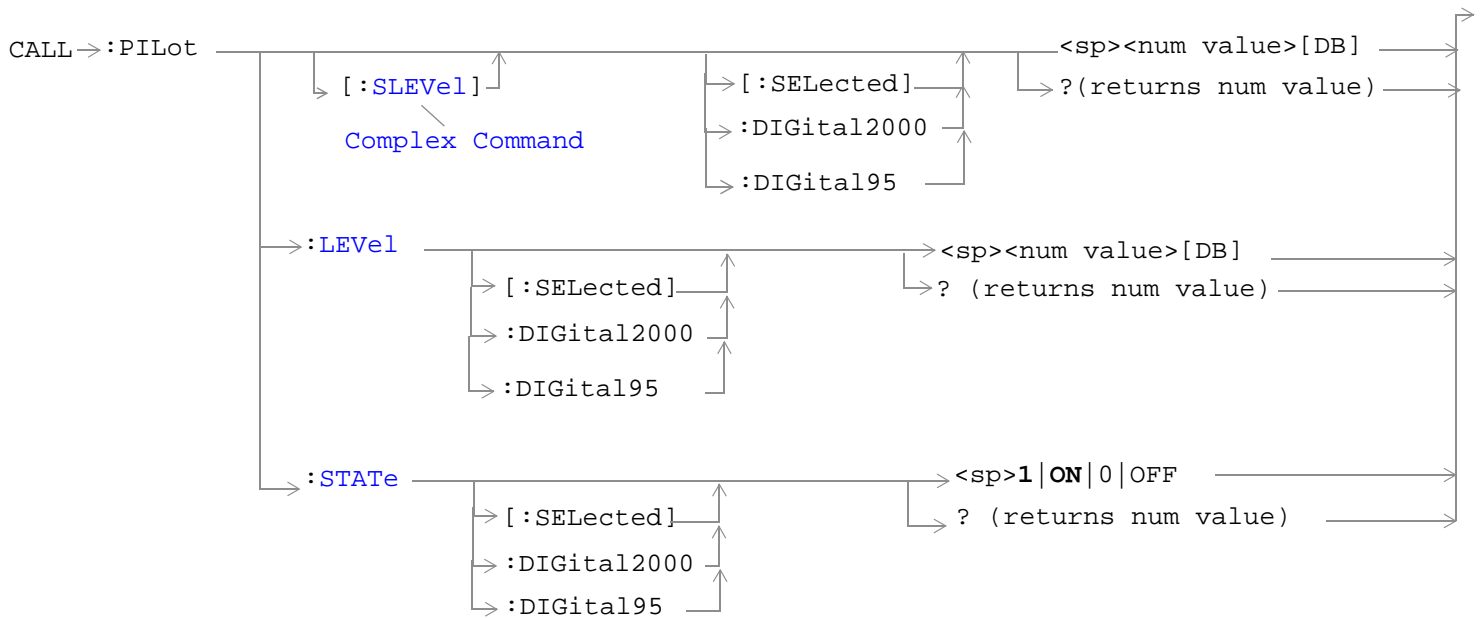 CALL :PILot <sp><num value>[DB]
[:SLEVel] [:SELected] ?(returns num value)
Complex Command :DIGital2000
:DIGital95
:LEVel <sp><num value>[DB]
[:SELected] ? (returns num value)
:DIGital2000
:DIGital95
:STATe <sp>1|ON|0|OFF
[:SELected] ? (returns num value)
:DIGital2000
:DIGital95